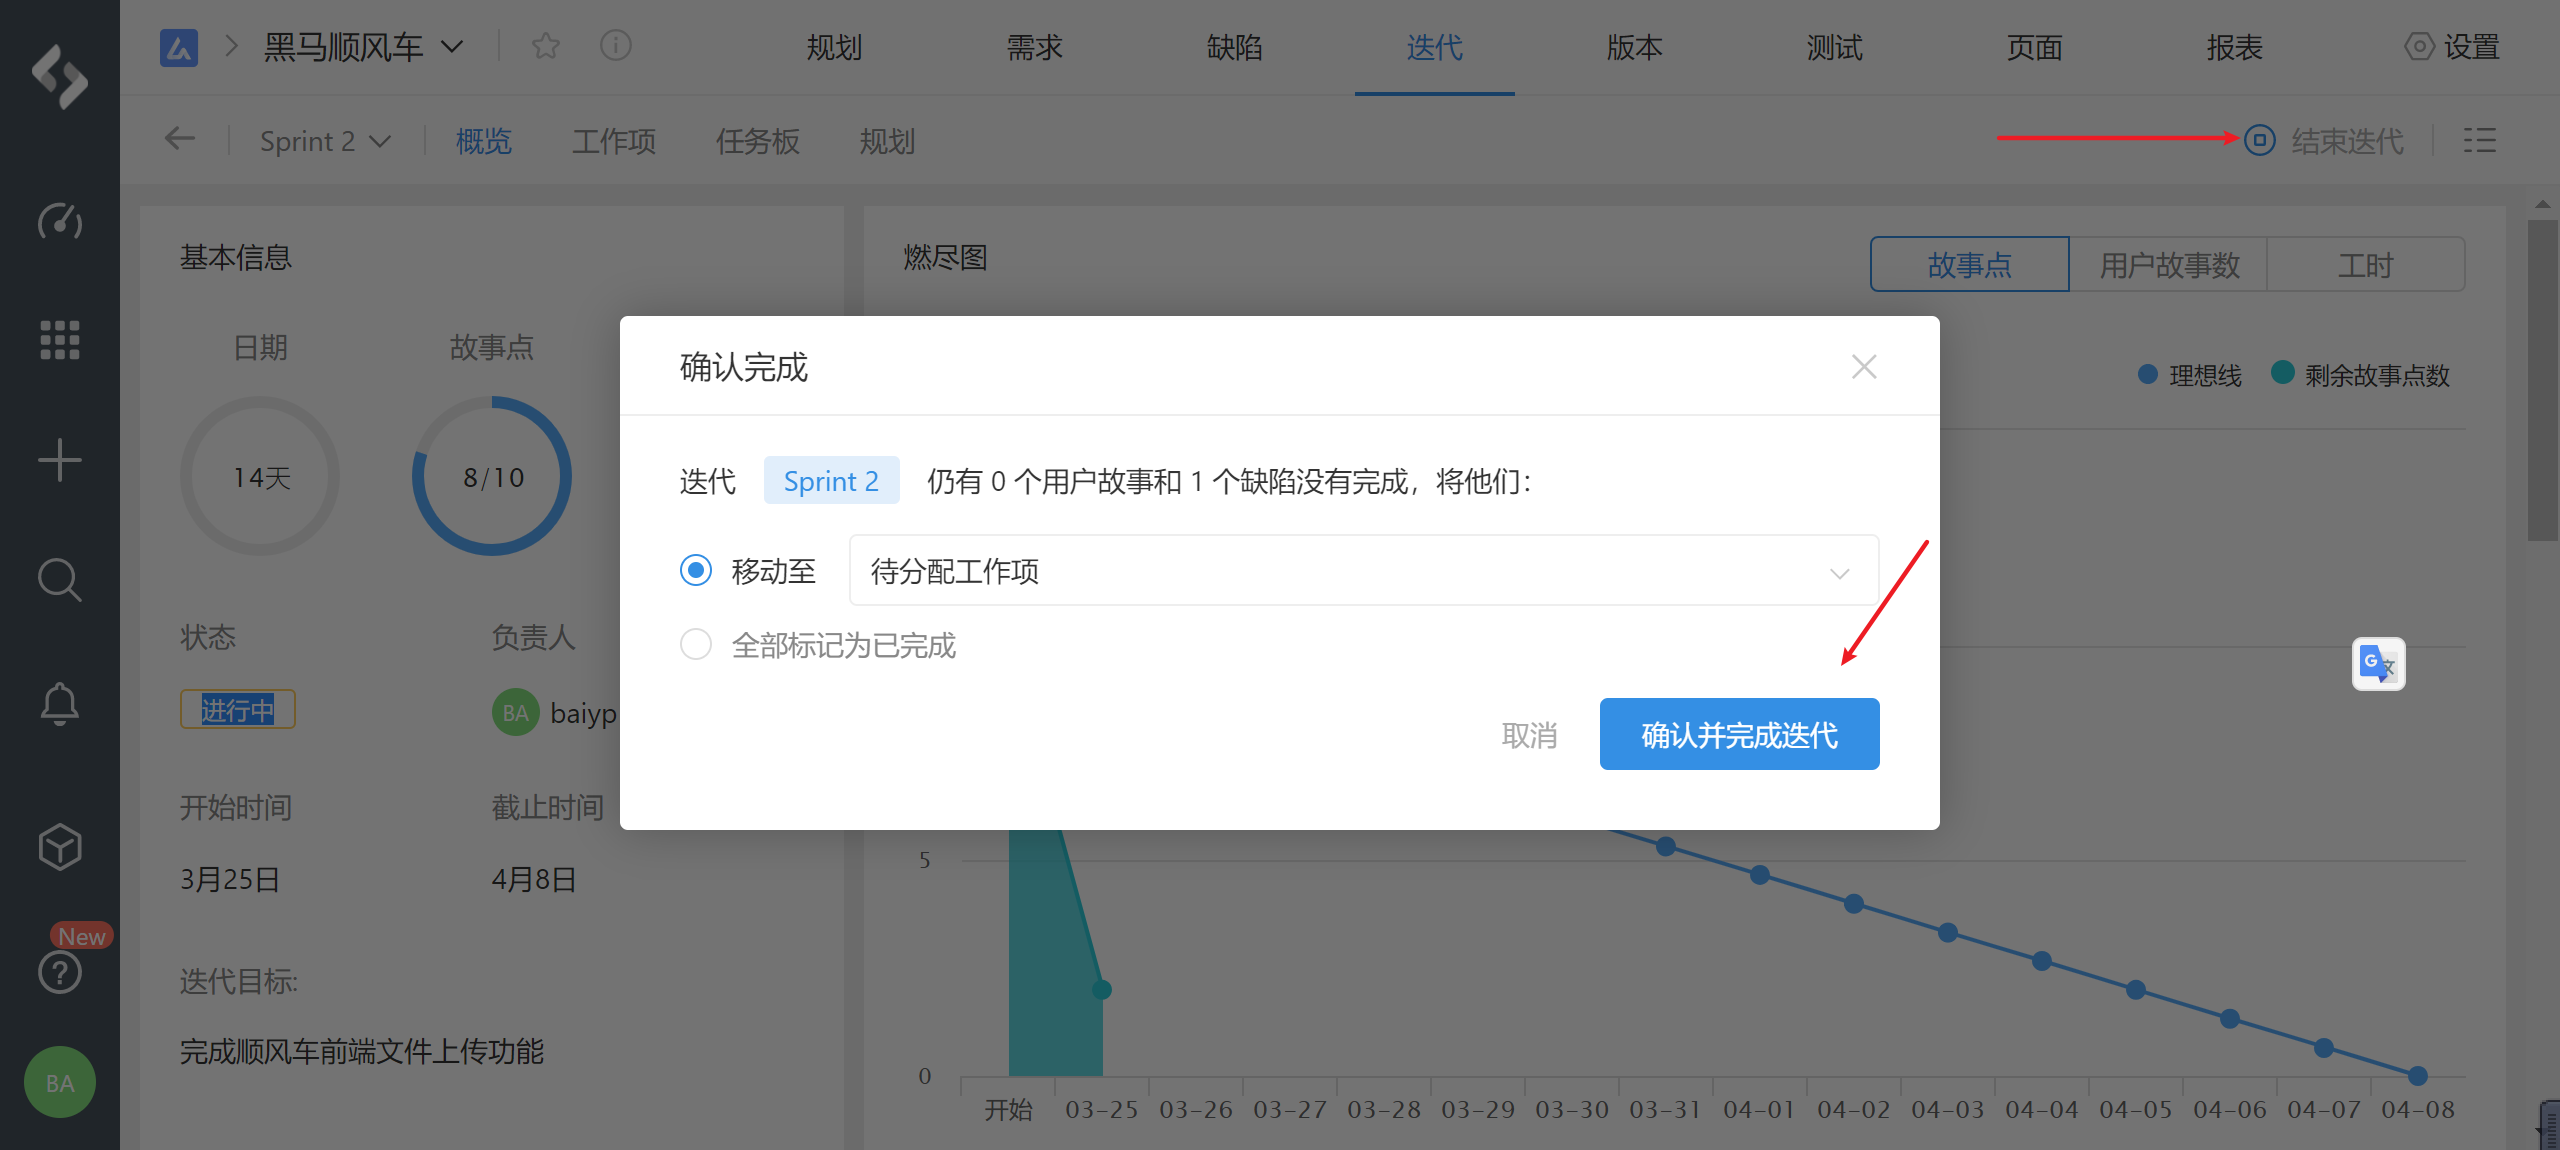 黑马顺风车
规划 需求 缺陷 迭代 版本 测试 页面 报表 设置
Sprint 2 概览 工作项 任务板 规划 结束迭代
基本信息
日期 故事点
14天 8/10
状态 负责人
进行中 BA baiyp
开始时间 截止时间
3月25日 4月8日
迭代目标:
完成顺风车前端文件上传功能
New
BA
燃尽图
故事点 用户故事数 工时
理想线 剩余故事点数
确认完成
迭代 Sprint 2 仍有 0 个用户故事和 1 个缺陷没有完成，将他们：
移动至 待分配工作项
全部标记为已完成
取消 确认并完成迭代
G 文
5
0
开始 03-25 03-26 03-27 03-28 03-29 03-30 03-31 04-01 04-02 04-03 04-04 04-05 04-06 04-07 04-08